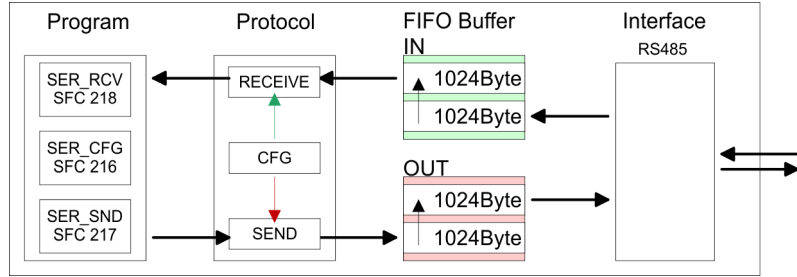 Program
Protocol
FIFO Buffer
Interface
IN
RS485
SER_RCV
SFC 218
RECEIVE
1024Byte
1024Byte
SER_CFG
SFC 216
CFG
OUT
SER_SND
SFC 217
SEND
1024Byte
1024Byte